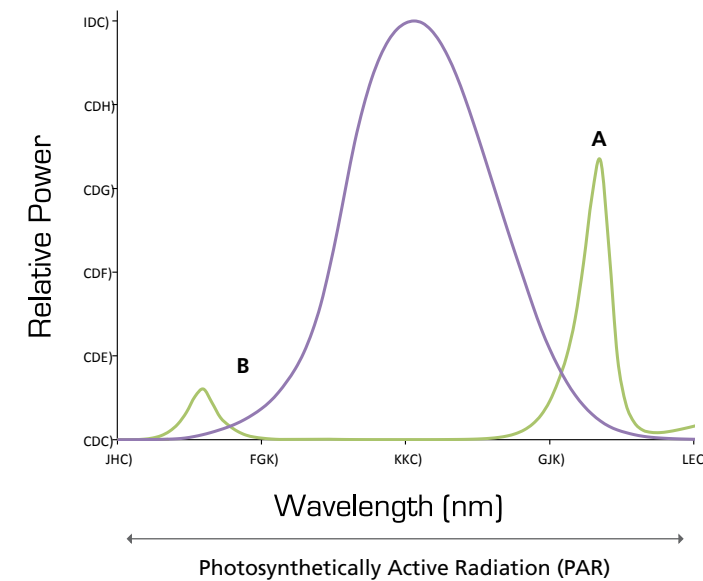 IDC)
CDH)
CDG)
CDF)
CDE)
CDC)
Relative Power
A
B
JHC)
FGK)
KKC)
GJK)
LEC
Wavelength (nm)
Photosynthetically Active Radiation (PAR)